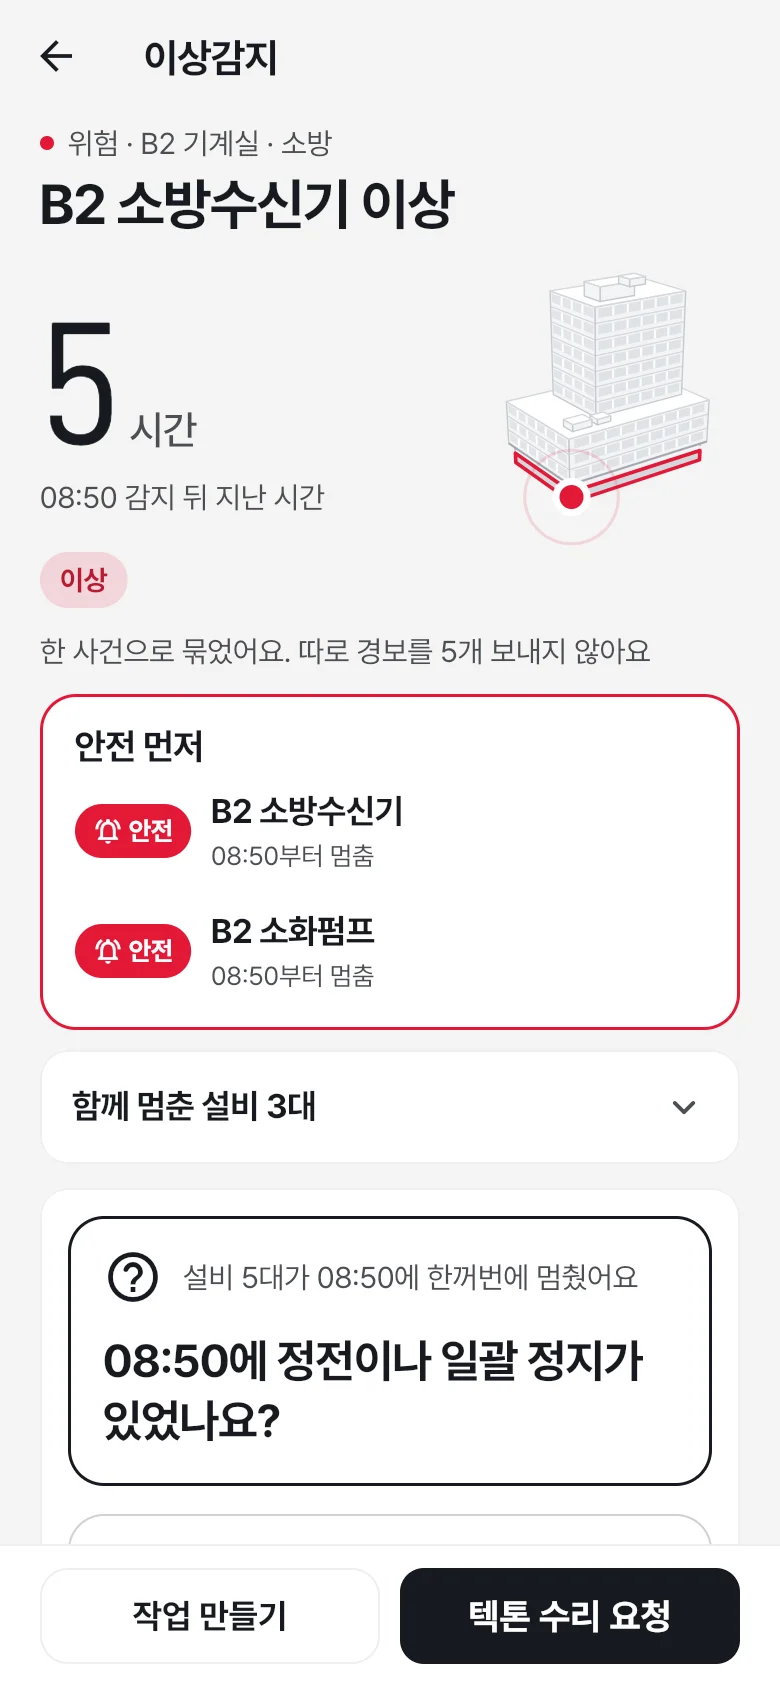 이상감지
위험 · B2 기계실 · 소방
B2 소방수신기 이상
5 시간
08:50 감지 뒤 지난 시간
이상
한 사건으로 묶었어요. 따로 경보를 5개 보내지 않아요
안전 먼저
안전
B2 소방수신기
08:50부터 멈춤
안전
B2 소화펌프
08:50부터 멈춤
함께 멈춘 설비 3대
설비 5대가 08:50에 한꺼번에 멈췄어요
08:50에 정전이나 일괄 정지가
있었나요?
작업 만들기
텍톤 수리 요청